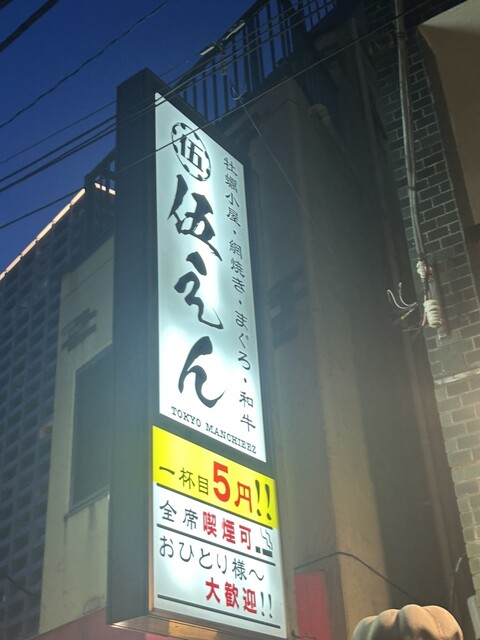 牡蠣小屋・網焼き・まぐろ・和牛
伍
伍えん
TOKYO MANCHIEEZ
一杯目5円!!
全席喫煙可
おひとり様〜
大歓迎!!